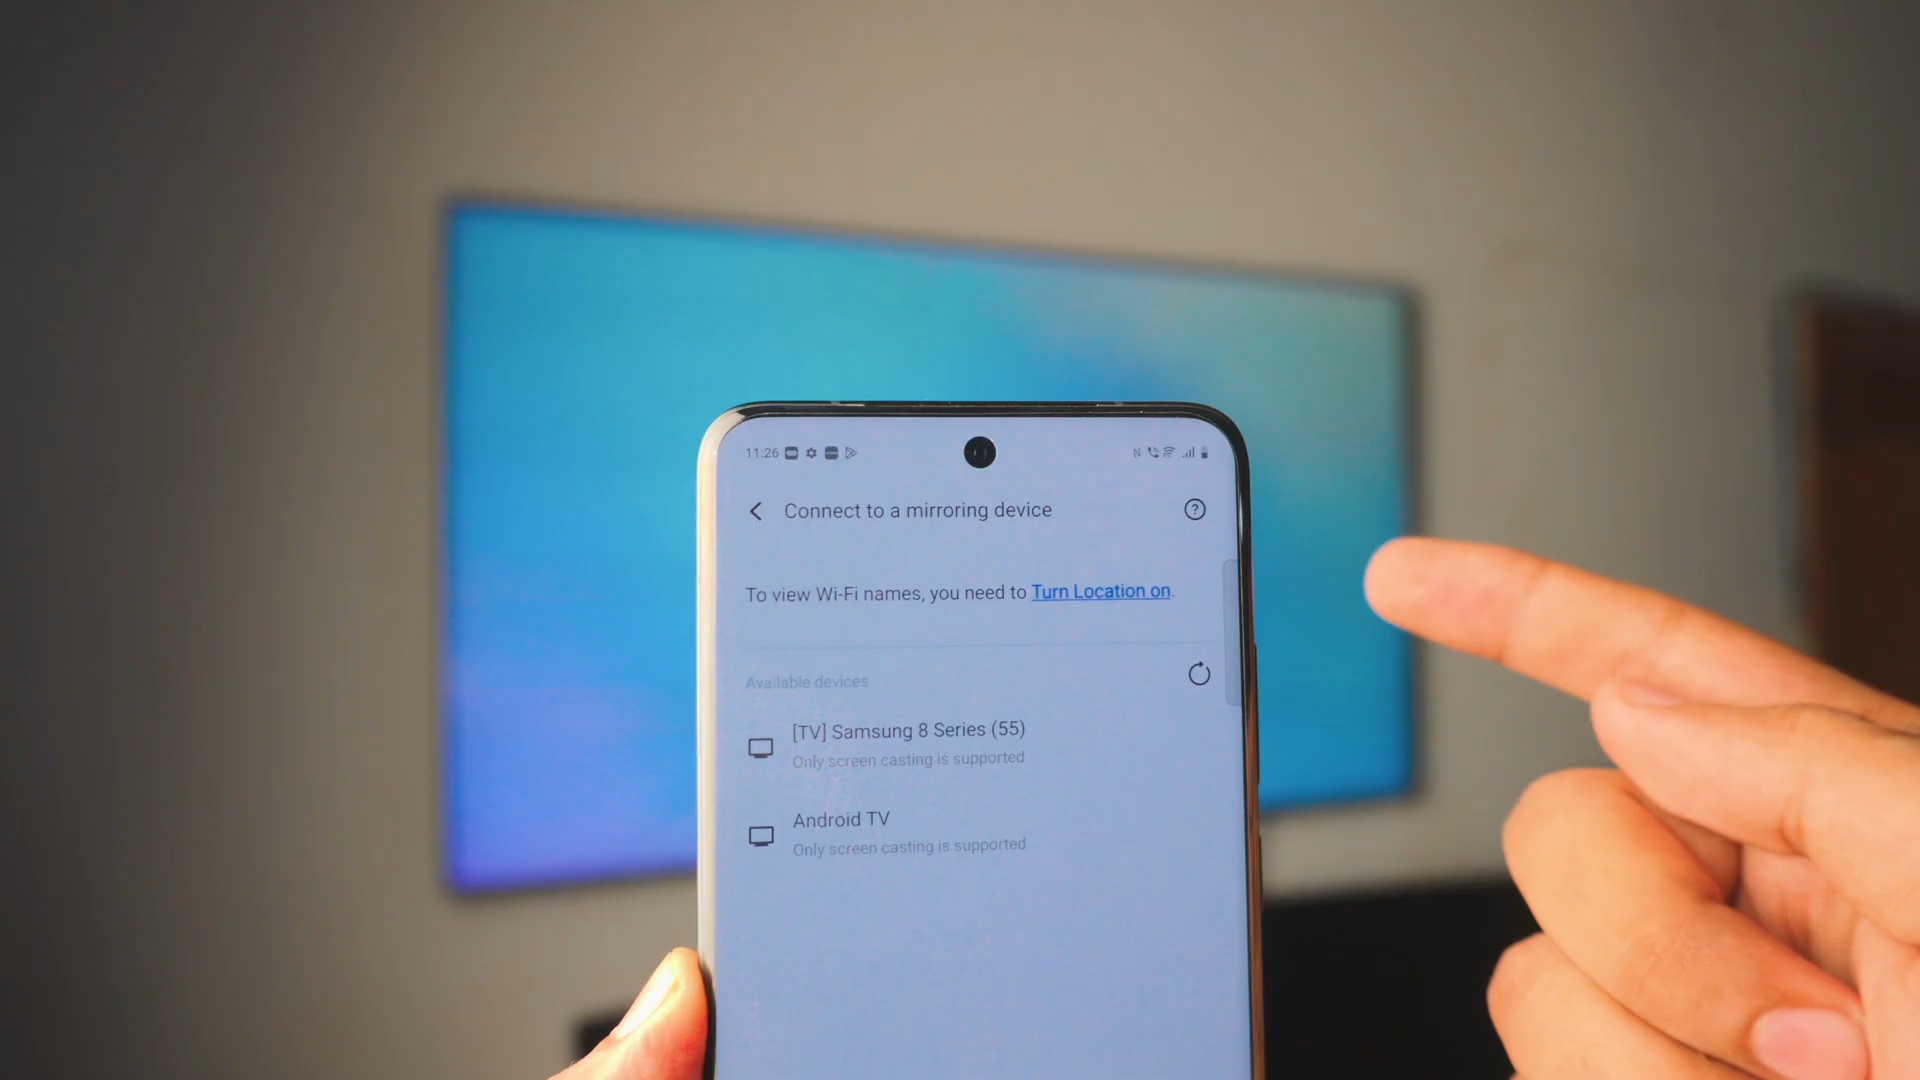 11:26
Connect to a mirroring device
To view Wi-Fi names, you need to Turn Location on.
Available devices
[TV] Samsung 8 Series (55)
Only screen casting is supported
Android TV
Only screen casting is supported